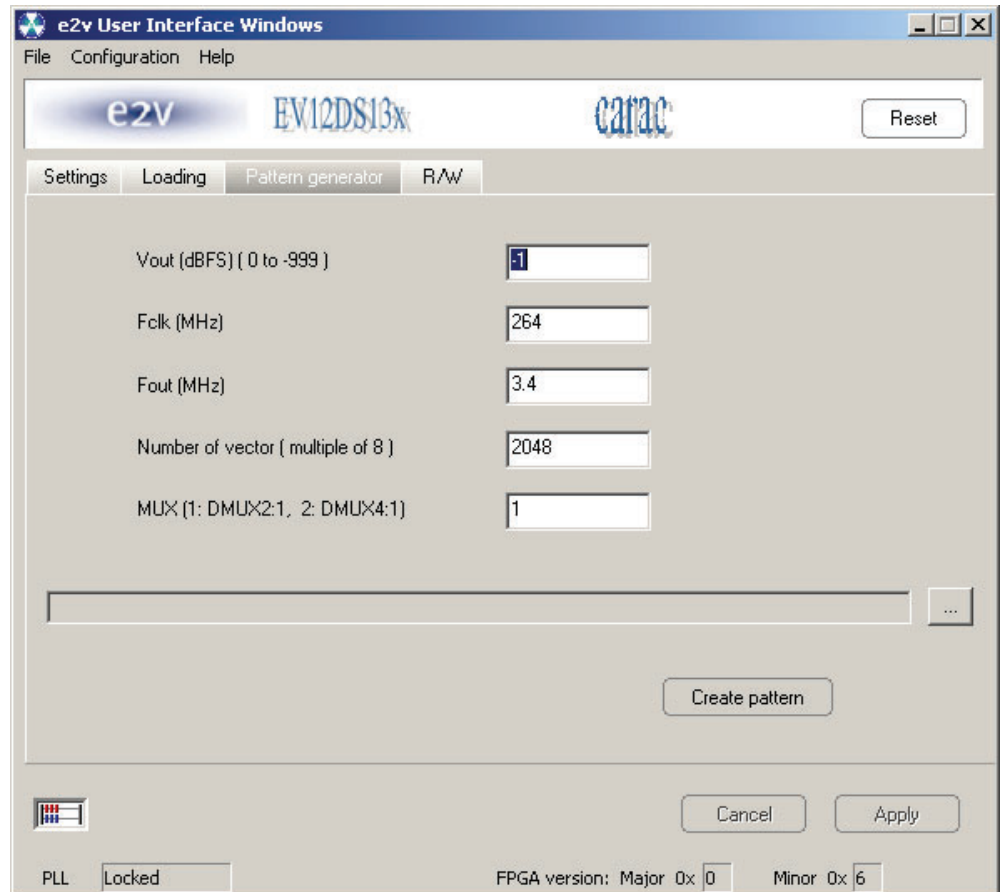 e2v User Interface Windows
File Configuration Help
e2v EV12DS13x carac Reset
Settings Loading Pattern generator R/W
Vout (dBFS) ( 0 to -999 ) -1
Fclk (MHz) 264
Fout (MHz) 3.4
Number of vector ( multiple of 8 ) 2048
MUX (1: DMUX2:1, 2: DMUX4:1) 1
...
Create pattern
Cancel Apply
PLL Locked FPGA version: Major 0x 0 Minor 0x 6